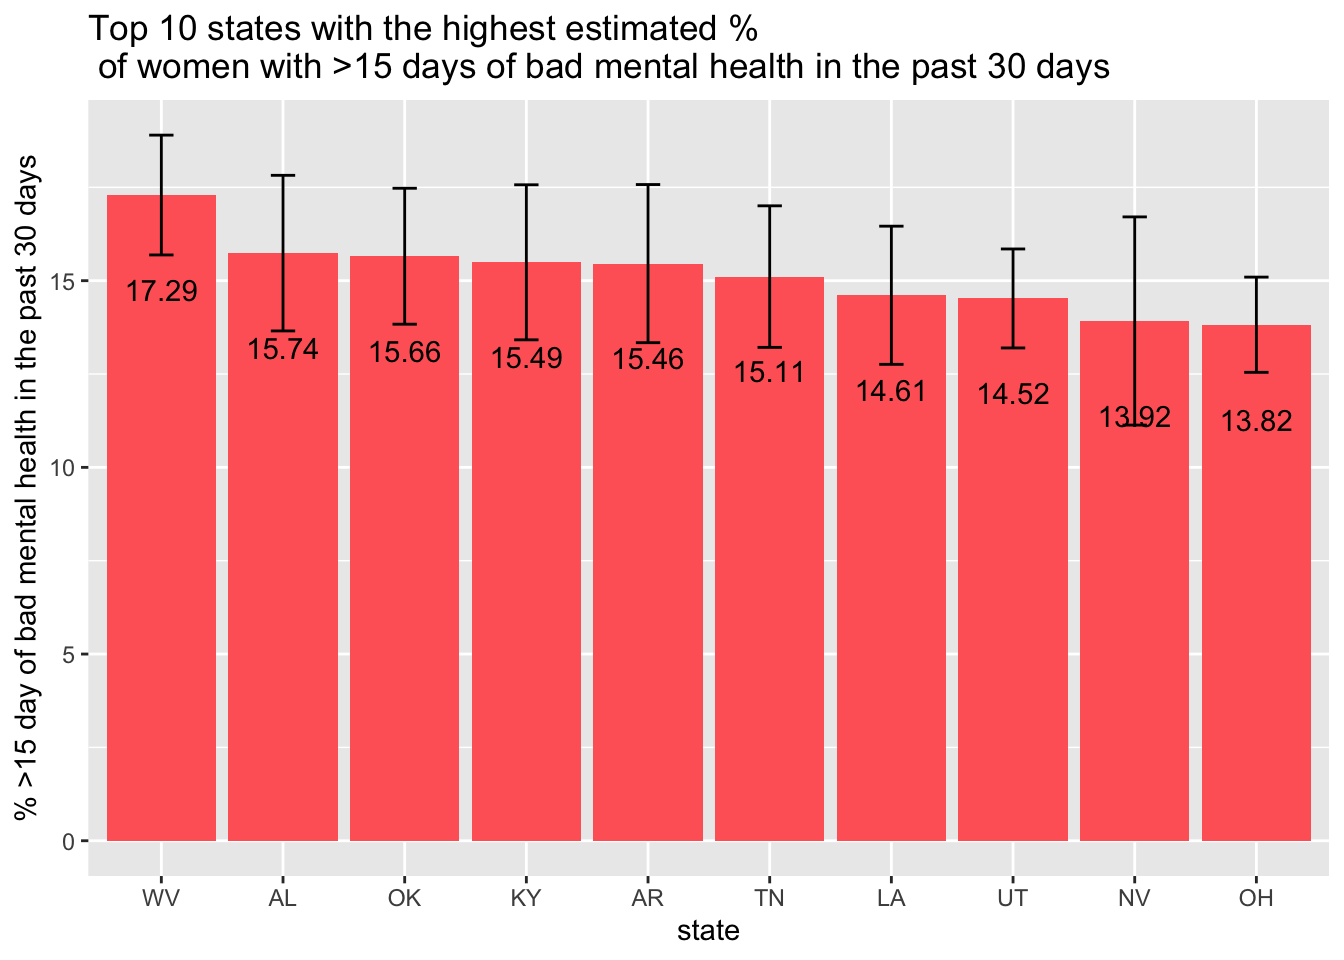 Top 10 states with the highest estimated %
of women with >15 days of bad mental health in the past 30 days
% >15 day of bad mental health in the past 30 days
15
10
5
0
17.29
15.74
15.66
15.49
15.46
15.11
14.61
14.52
13.92
13.82
WV
AL
OK
KY
AR
TN
LA
UT
NV
OH
state